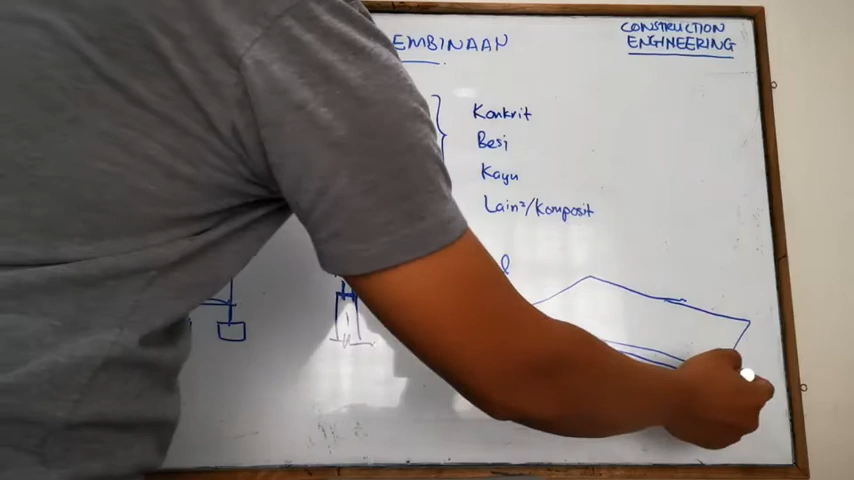 EMBINAAN
CONSTRUCTION
ENGINEERING
Konkrit
Besi
Kayu
Lain²/Komposit